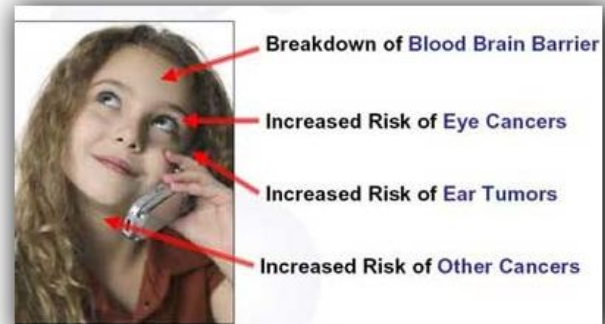 Breakdown of Blood Brain Barrier
Increased Risk of Eye Cancers
Increased Risk of Ear Tumors
Increased Risk of Other Cancers